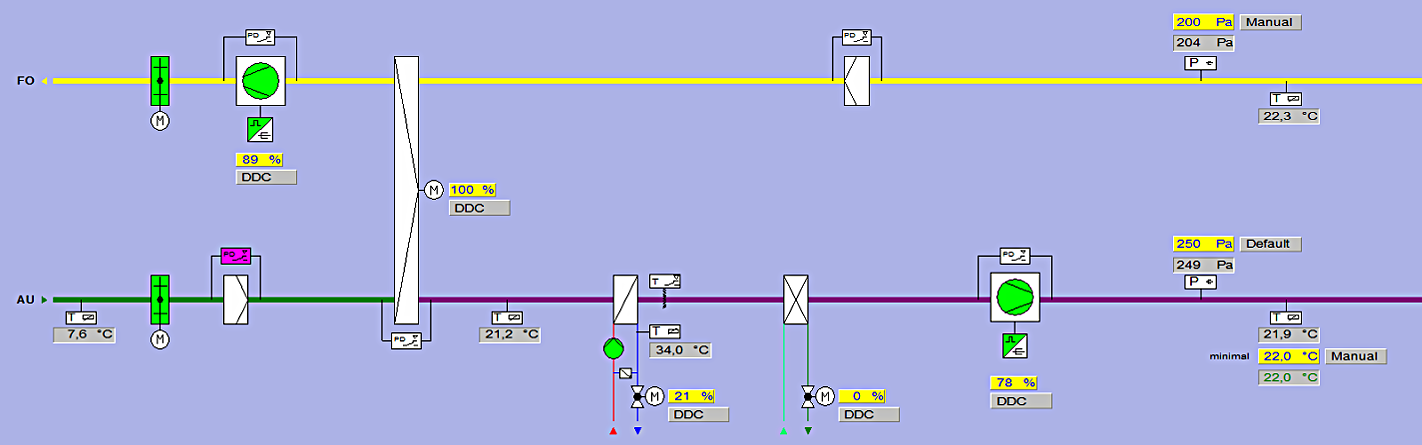 200 Pa Manual
204 Pa
PD
PD
P
FO
T
22,3 °C
M
89 %
DDC
M 100 %
DDC
PD
250 Pa Default
249 Pa
PD
P
T
AU
T
7,6 °C
M
PD
T
21,2 °C
T
34,0 °C
T
21,9 °C
minimal 22,0 °C Manual
22,0 °C
78 %
DDC
M 21 %
DDC
M 0 %
DDC